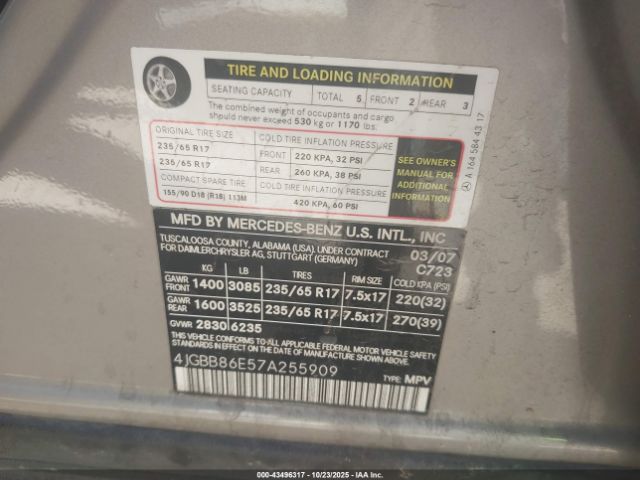 TIRE AND LOADING INFORMATION
SEATING CAPACITY TOTAL 5 FRONT 2 REAR 3
The combined weight of occupants and cargo
should never exceed 530 kg or 1170 lbs.
ORIGINAL TIRE SIZE COLD TIRE INFLATION PRESSURE
235/65 R17 FRONT 220 KPA, 32 PSI
235/65 R17 REAR 260 KPA, 38 PSI
COMPACT SPARE TIRE COLD TIRE INFLATION PRESSURE
155/90 D18 (R18) 113M 420 KPA, 60 PSI
SEE OWNER'S
MANUAL FOR
ADDITIONAL
INFORMATION
A 164 584 43 17
MFD BY MERCEDES-BENZ U.S. INTL., INC
TUSCALOOSA COUNTY, ALABAMA (USA). UNDER CONTRACT 03/07
FOR DAIMLERCHRYSLER AG, STUTTGART (GERMANY) C723
KG LB TIRES RIM SIZE COLD KPA (PSI)
GAWR FRONT 1400 3085 235/65 R17 7.5x17 220(32)
GAWR REAR 1600 3525 235/65 R17 7.5x17 270(39)
GVWR 2830 6235
THIS VEHICLE CONFORMS TO ALL APPLICABLE FEDERAL MOTOR VEHICLE SAFETY
STANDARDS IN EFFECT ON THE DATE OF MANUFACTURE SHOWN ABOVE.
4JGBB86E57A255909 TYPE: MPV
000-43496317 - 10/23/2025 - IAAI.COM